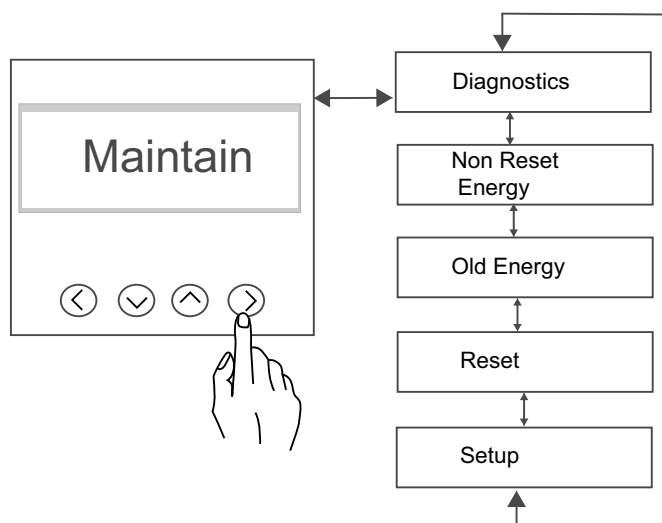 Maintain
Diagnostics
Non Reset
Energy
Old Energy
Reset
Setup